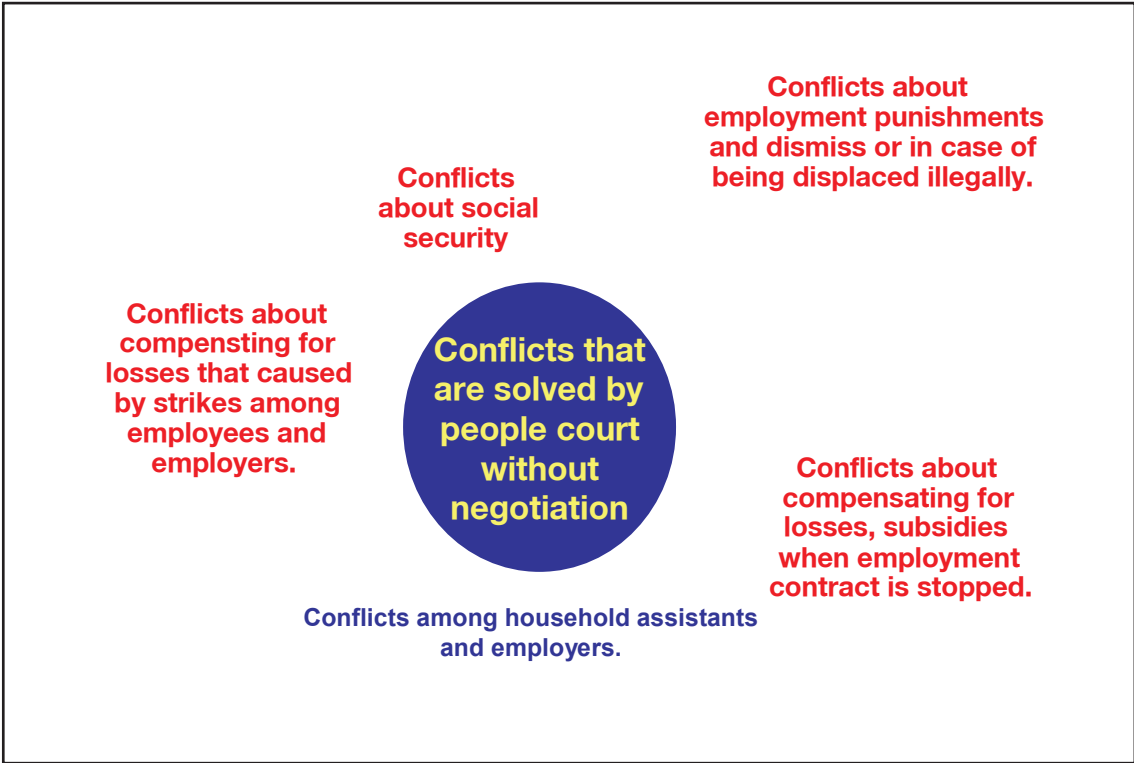 Conflicts about
employment punishments
and dismiss or in case of
being displaced illegally.
Conflicts
about social
security
Conflicts about
compensting for
losses that caused
by strikes among
employees and
employers.
Conflicts that
are solved by
people court
without
negotiation
Conflicts about
compensating for
losses, subsidies
when employment
contract is stopped.
Conflicts among household assistants
and employers.